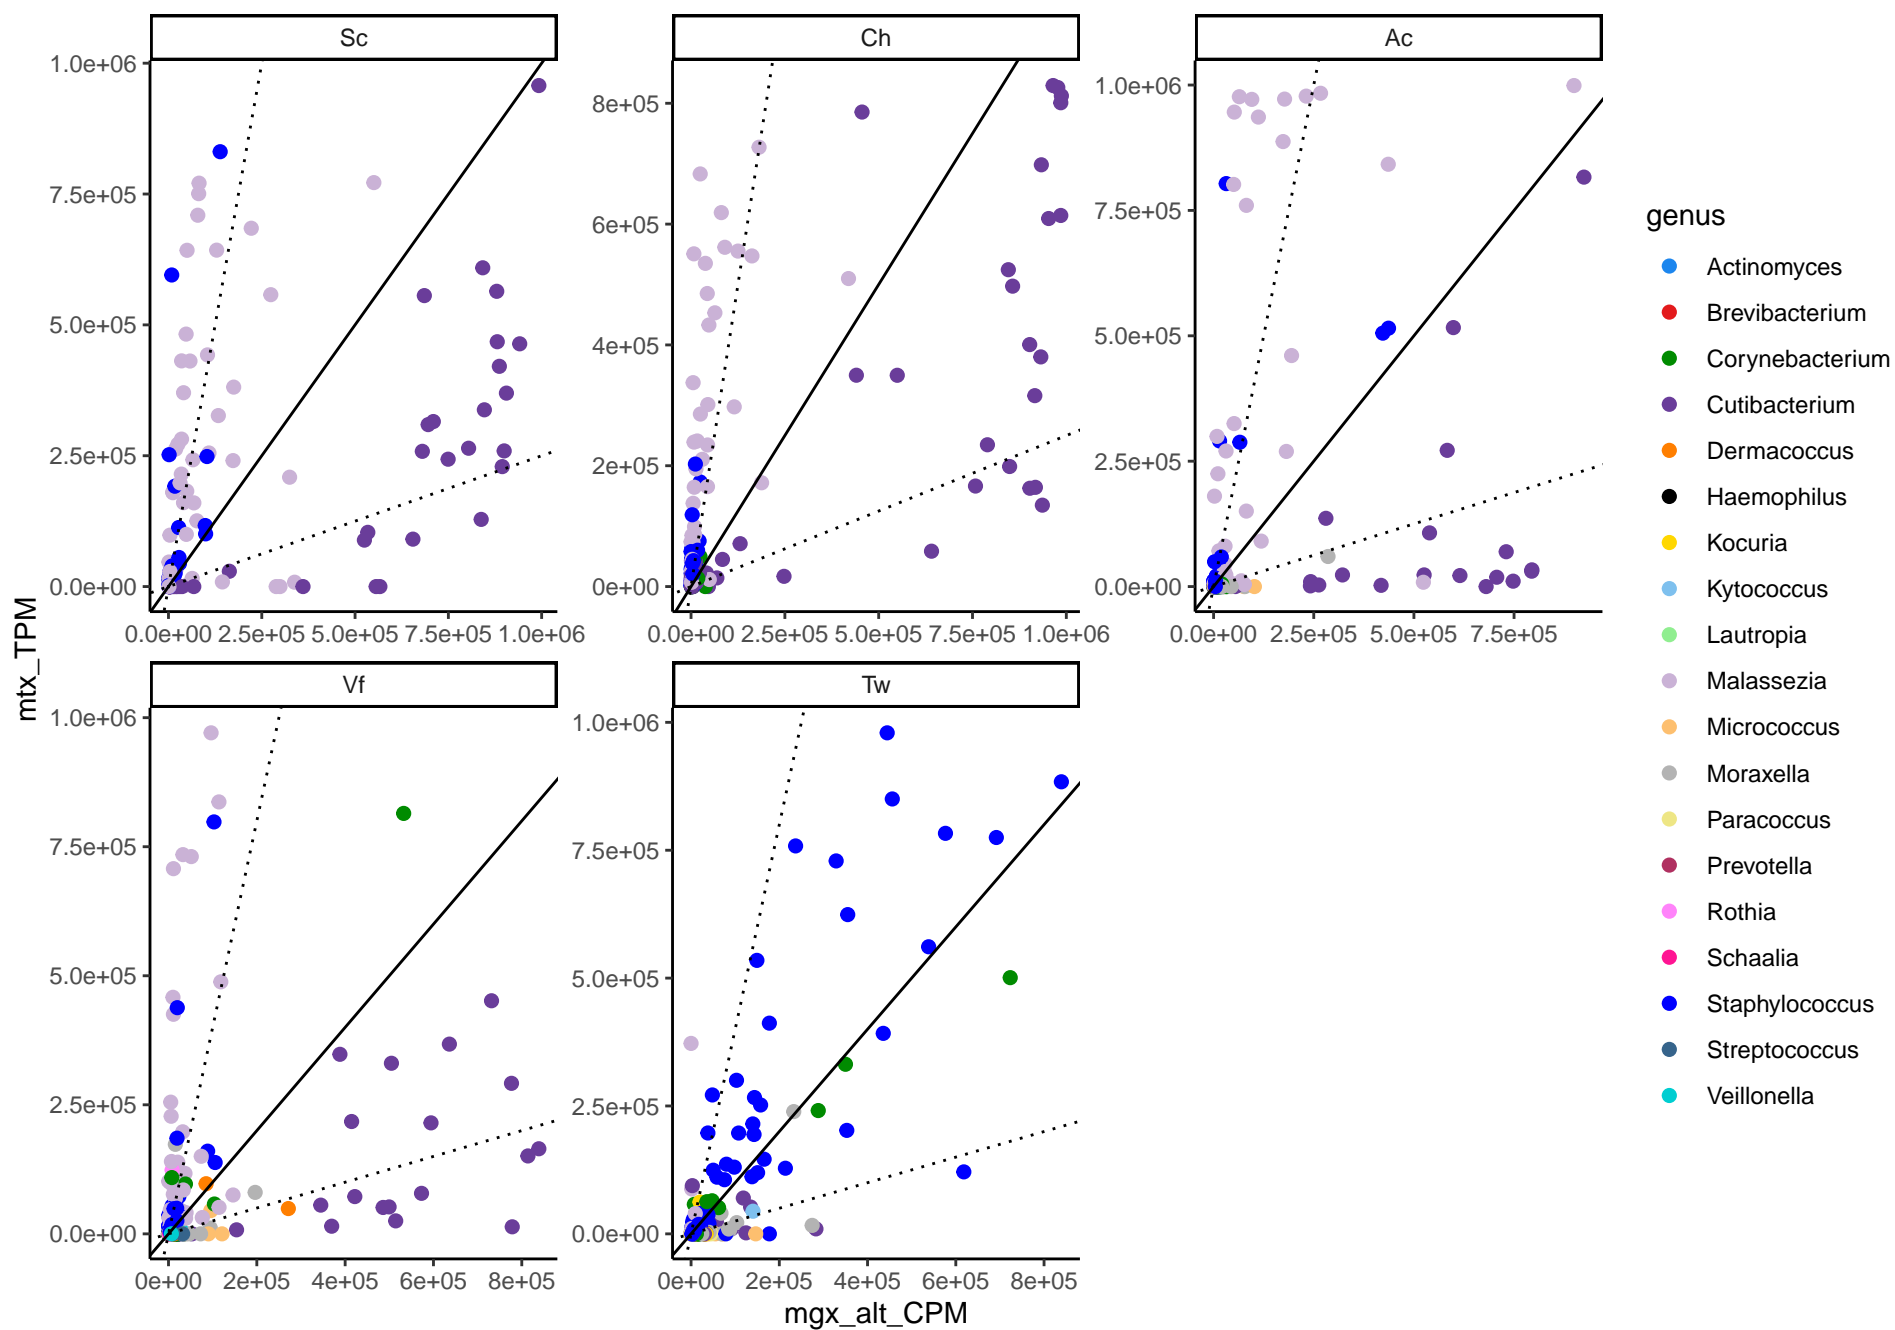 Sc
Ch
Ac
1.0e+06
7.5e+05
5.0e+05
2.5e+05
0.0e+00
8e+05
6e+05
4e+05
2e+05
0e+00
1.0e+06
7.5e+05
5.0e+05
2.5e+05
0.0e+00
0.0e+00 2.5e+05 5.0e+05 7.5e+05 1.0e+06
0.0e+00 2.5e+05 5.0e+05 7.5e+05 1.0e+06
0.0e+00 2.5e+05 5.0e+05 7.5e+05
mtx_TPM
Vf
Tw
1.0e+06
7.5e+05
5.0e+05
2.5e+05
0.0e+00
1.0e+06
7.5e+05
5.0e+05
2.5e+05
0.0e+00
0e+00 2e+05 4e+05 6e+05 8e+05
0e+00 2e+05 4e+05 6e+05 8e+05
mgx_alt_CPM
genus
Actinomyces
Brevibacterium
Corynebacterium
Cutibacterium
Dermacoccus
Haemophilus
Kocuria
Kytococcus
Lautropia
Malassezia
Micrococcus
Moraxella
Paracoccus
Prevotella
Rothia
Schaalia
Staphylococcus
Streptococcus
Veillonella